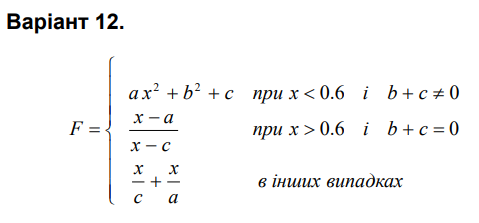 Варіант 12.
F = { ax² + b² + c при x < 0.6 і b + c ≠ 0
(x − a)/(x − c) при x > 0.6 і b + c = 0
x/c + x/a в інших випадках